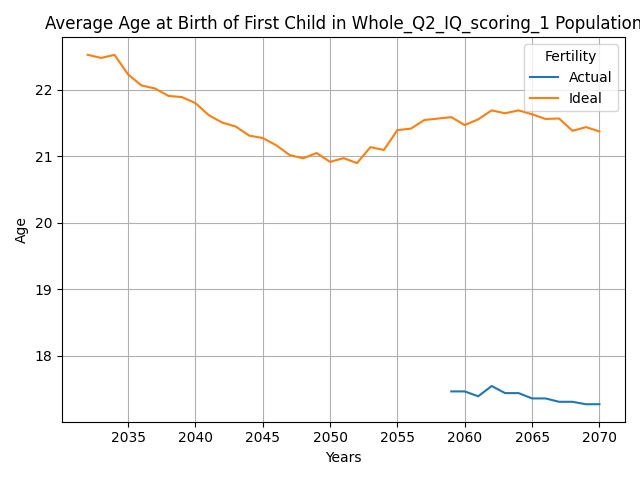 Average Age at Birth of First Child in Whole_Q2_IQ_scoring_1 Population
Fertility
Actual
Ideal
22
21
20
19
18
Age
2035 2040 2045 2050 2055 2060 2065 2070
Years